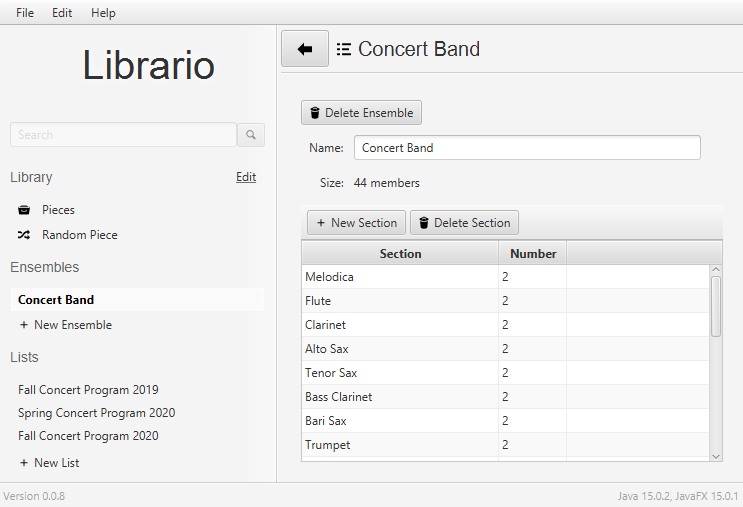 File Edit Help
Librario
Search
Library Edit
Pieces
Random Piece
Ensembles
Concert Band
+ New Ensemble
Lists
Fall Concert Program 2019
Spring Concert Program 2020
Fall Concert Program 2020
+ New List
Concert Band
Delete Ensemble
Name: Concert Band
Size: 44 members
+ New Section Delete Section
Section Number
Melodica 2
Flute 2
Clarinet 2
Alto Sax 2
Tenor Sax 2
Bass Clarinet 2
Bari Sax 2
Trumpet 2
Version 0.0.8 Java 15.0.2, JavaFX 15.0.1